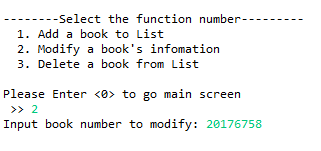 --------Select the function number---------
1. Add a book to List
2. Modify a book's infomation
3. Delete a book from List
Please Enter <0> to go main screen
>> 2
Input book number to modify: 20176758